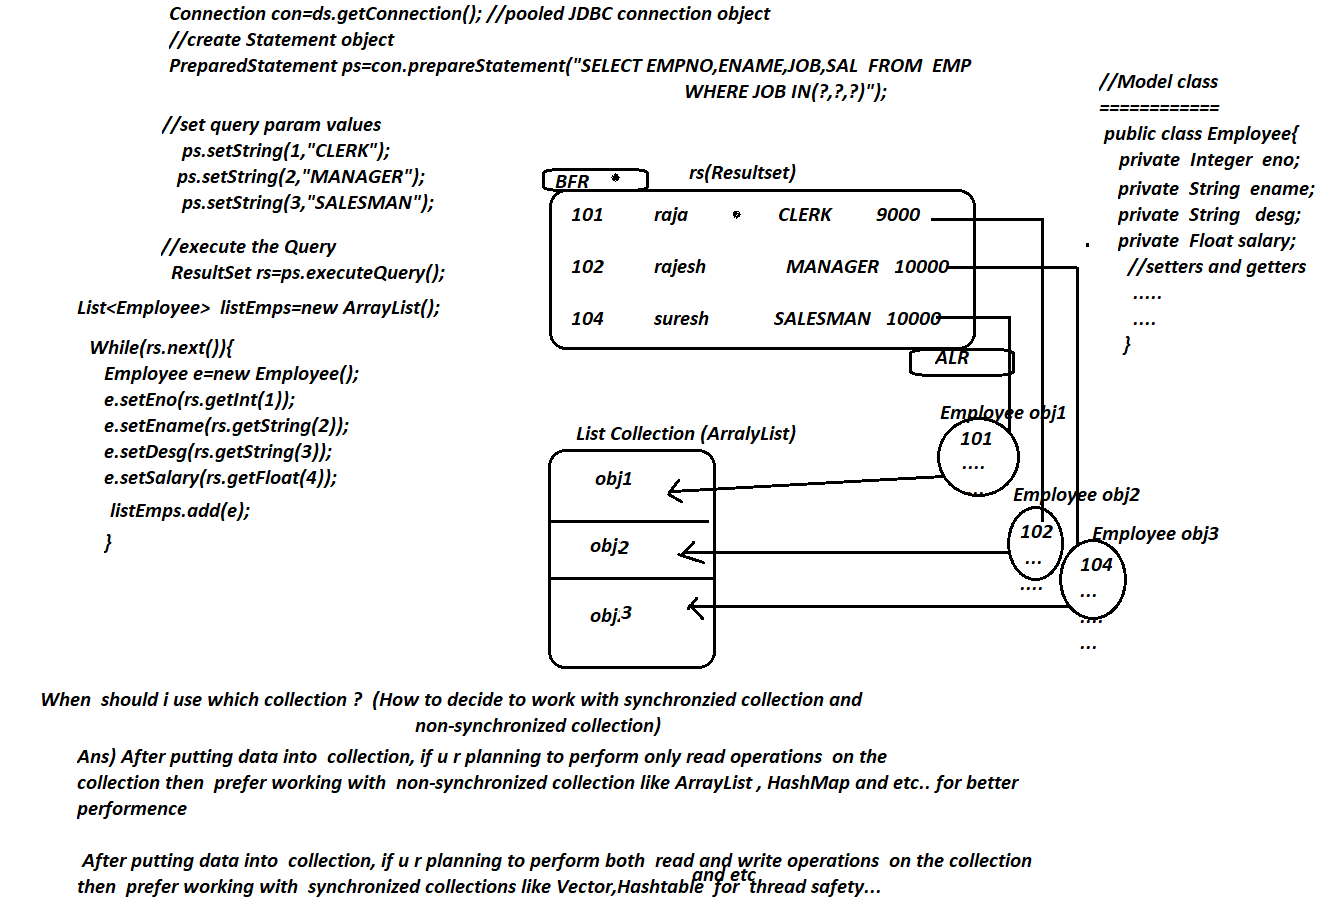 Connection con=ds.getConnection(); //pooled JDBC connection object
//create Statement object
PreparedStatement ps=con.prepareStatement("SELECT EMPNO,ENAME,JOB,SAL FROM EMP
WHERE JOB IN(?,?,?)");
//set query param values
ps.setString(1,"CLERK");
ps.setString(2,"MANAGER");
ps.setString(3,"SALESMAN");
//execute the Query
ResultSet rs=ps.executeQuery();
List<Employee> listEmps=new ArrayList();
While(rs.next()){
Employee e=new Employee();
e.setEno(rs.getInt(1));
e.setEname(rs.getString(2));
e.setDesg(rs.getString(3));
e.setSalary(rs.getFloat(4));
listEmps.add(e);
}
rs(Resultset)
BFR
101 raja CLERK 9000
102 rajesh MANAGER 10000
104 suresh SALESMAN 10000
ALR
//Model class
============
public class Employee{
private Integer eno;
private String ename;
private String desg;
private Float salary;
//setters and getters
.....
....
}
List Collection (ArralyList)
obj1
obj2
obj3
Employee obj1
101
....
...
Employee obj2
102
...
....
Employee obj3
104
...
....
...
When should i use which collection ? (How to decide to work with synchronzied collection and
non-synchronized collection)
Ans) After putting data into collection, if u r planning to perform only read operations on the
collection then prefer working with non-synchronized collection like ArrayList , HashMap and etc.. for better
performence
After putting data into collection, if u r planning to perform both read and write operations on the collection
and etc
then prefer working with synchronized collections like Vector,Hashtable for thread safety...